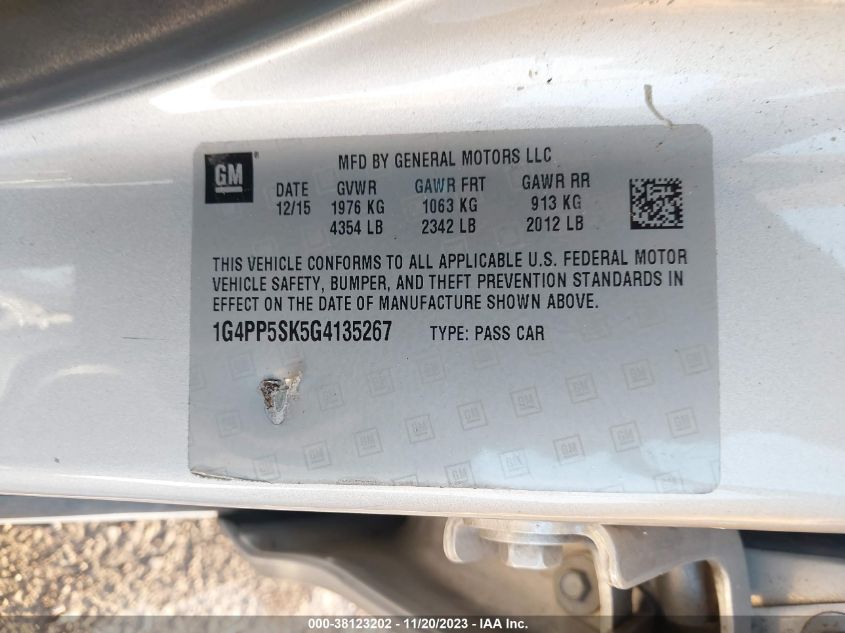 GM ®
MFD BY GENERAL MOTORS LLC
DATE GVWR GAWR FRT GAWR RR
12/15 1976 KG 1063 KG 913 KG
4354 LB 2342 LB 2012 LB
THIS VEHICLE CONFORMS TO ALL APPLICABLE U.S. FEDERAL MOTOR
VEHICLE SAFETY, BUMPER, AND THEFT PREVENTION STANDARDS IN
EFFECT ON THE DATE OF MANUFACTURE SHOWN ABOVE.
1G4PP5SK5G4135267 TYPE: PASS CAR
000-38123202 - 11/20/2023 - IAA Inc.